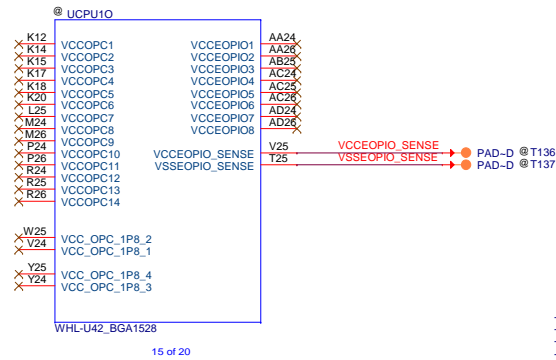 @ UCPU1O
K12 VCCOPC1 VCCEOPIO1 AA24
K14 VCCOPC2 VCCEOPIO2 AA26
K15 VCCOPC3 VCCEOPIO3 AB25
K17 VCCOPC4 VCCEOPIO4 AC24
K18 VCCOPC5 VCCEOPIO5 AC25
K20 VCCOPC6 VCCEOPIO6 AC26
L25 VCCOPC7 VCCEOPIO7 AD24
M24 VCCOPC8 VCCEOPIO8 AD26
M26 VCCOPC9
P24 VCCOPC10 VCCEOPIO_SENSE V25 VCCEOPIO_SENSE PAD~D @T136
P26 VCCOPC11 VSSEOPIO_SENSE T25 VSSEOPIO_SENSE PAD~D @T137
R24 VCCOPC12
R25 VCCOPC13
R26 VCCOPC14
W25 VCC_OPC_1P8_2
V24 VCC_OPC_1P8_1
Y25 VCC_OPC_1P8_4
Y24 VCC_OPC_1P8_3
WHL-U42_BGA1528
15 of 20